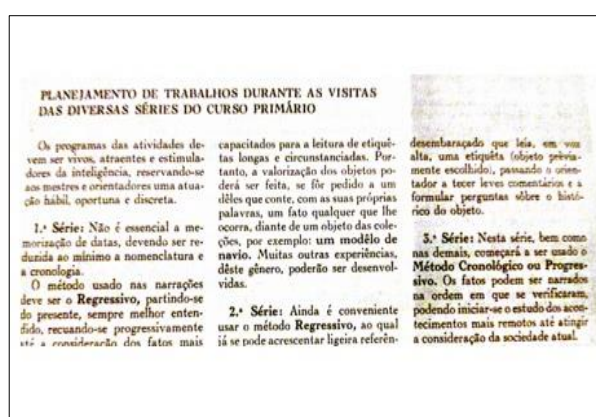 PLANEJAMENTO DE TRABALHOS DURANTE AS VISITAS
DAS DIVERSAS SÉRIES DO CURSO PRIMÁRIO
Os programas das atividades de-
vem ser vivos, atraentes e estimula-
dores da inteligência, reservando-se
aos mestres e orientadores uma atua-
ção hábil, oportuna e discreta.
1.ª Série: Não é essencial a me-
morização de datas, devendo ser re-
duzida ao mínimo a nomenclatura e
a cronologia.
O método usado nas narrações
deve ser o Regressivo, partindo-se
do presente, sempre melhor enten-
dido, recuando-se progressivamente
até a consideração dos fatos mais
capacitados para a leitura de etiquê-
tas longas e circunstanciadas. Por-
tanto, a valorização dos objetos po-
derá ser feita, se fôr pedido a um
dêles que conte, com as suas próprias
palavras, um fato qualquer que lhe
ocorra, diante de um objeto das cole-
ções, por exemplo: um modêlo de
navio. Muitas outras experiências,
dêste gênero, poderão ser desenvol-
vidas.
2.ª Série: Ainda é conveniente
usar o método Regressivo, ao qual
já se pode acrescentar ligeira referên-
desembaraçado que leia, em voz
alta, uma etiquêta (objeto prèvia-
mente escolhido), passando o orien-
tador a tecer leves comentários e a
formular perguntas sôbre o histó-
rico do objeto.
3.ª Série: Nesta série, bem como
nas demais, começará a ser usado o
Método Cronológico ou Progres-
sivo. Os fatos podem ser narrados
na ordem em que se verificaram,
podendo iniciar-se o estudo dos acon-
tecimentos mais remotos até atingir
a consideração da sociedade atual.